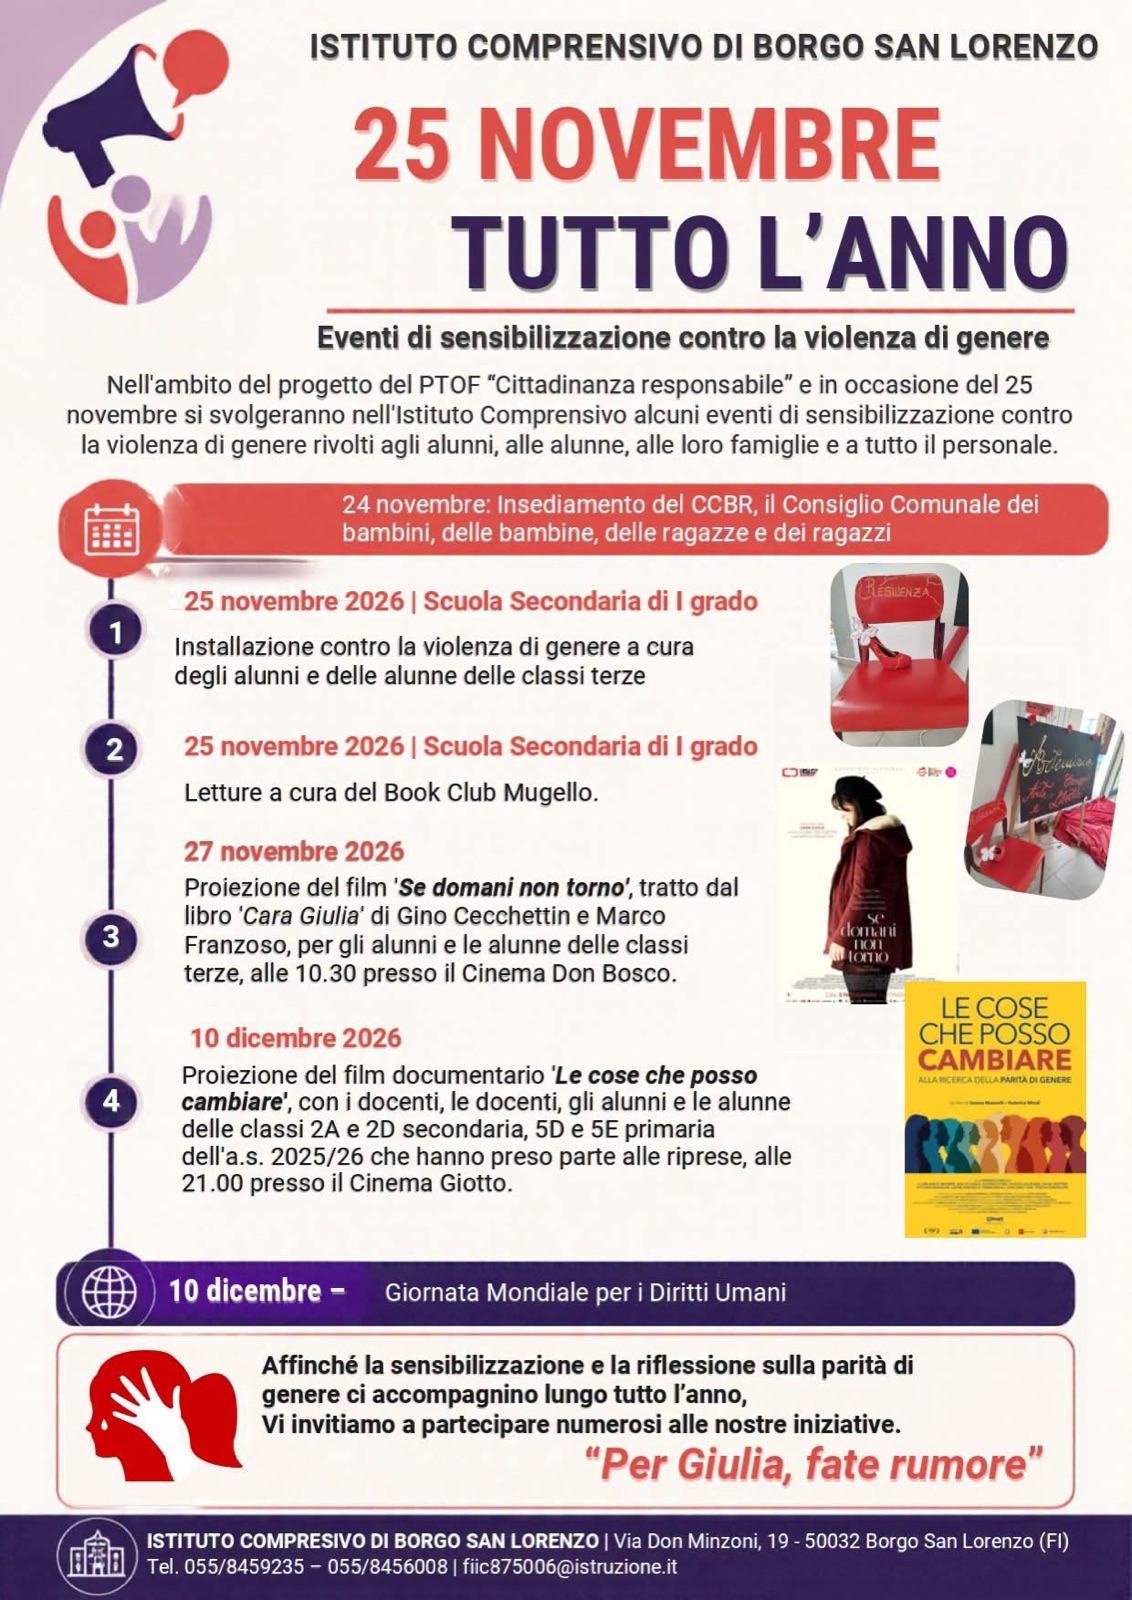 ISTITUTO COMPRENSIVO DI BORGO SAN LORENZO
25 NOVEMBRE
TUTTO L’ANNO
Eventi di sensibilizzazione contro la violenza di genere
Nell'ambito del progetto del PTOF “Cittadinanza responsabile” e in occasione del 25
novembre si svolgeranno nell'Istituto Comprensivo alcuni eventi di sensibilizzazione contro
la violenza di genere rivolti agli alunni, alle alunne, alle loro famiglie e a tutto il personale.
24 novembre: Insediamento del CCBR, il Consiglio Comunale dei
bambini, delle bambine, delle ragazze e dei ragazzi
1
25 novembre 2026 | Scuola Secondaria di I grado
Installazione contro la violenza di genere a cura
degli alunni e delle alunne delle classi terze
2
25 novembre 2026 | Scuola Secondaria di I grado
Letture a cura del Book Club Mugello.
27 novembre 2026
3
Proiezione del film 'Se domani non torno', tratto dal
libro 'Cara Giulia' di Gino Cecchettin e Marco
Franzoso, per gli alunni e le alunne delle classi
terze, alle 10.30 presso il Cinema Don Bosco.
se
domani
non
torno
10 dicembre 2026
4
Proiezione del film documentario 'Le cose che posso
cambiare', con i docenti, le docenti, gli alunni e le alunne
delle classi 2A e 2D secondaria, 5D e 5E primaria
dell'a.s. 2025/26 che hanno preso parte alle riprese, alle
21.00 presso il Cinema Giotto.
LE COSE
CHE POSSO
CAMBIARE
ALLA RICERCA DELLA PARITÀ DI GENERE
10 dicembre – Giornata Mondiale per i Diritti Umani
Affinché la sensibilizzazione e la riflessione sulla parità di
genere ci accompagnino lungo tutto l’anno,
Vi invitiamo a partecipare numerosi alle nostre iniziative.
“Per Giulia, fate rumore”
ISTITUTO COMPRESIVO DI BORGO SAN LORENZO | Via Don Minzoni, 19 - 50032 Borgo San Lorenzo (FI)
Tel. 055/8459235 – 055/8456008 | fiic875006@istruzione.it